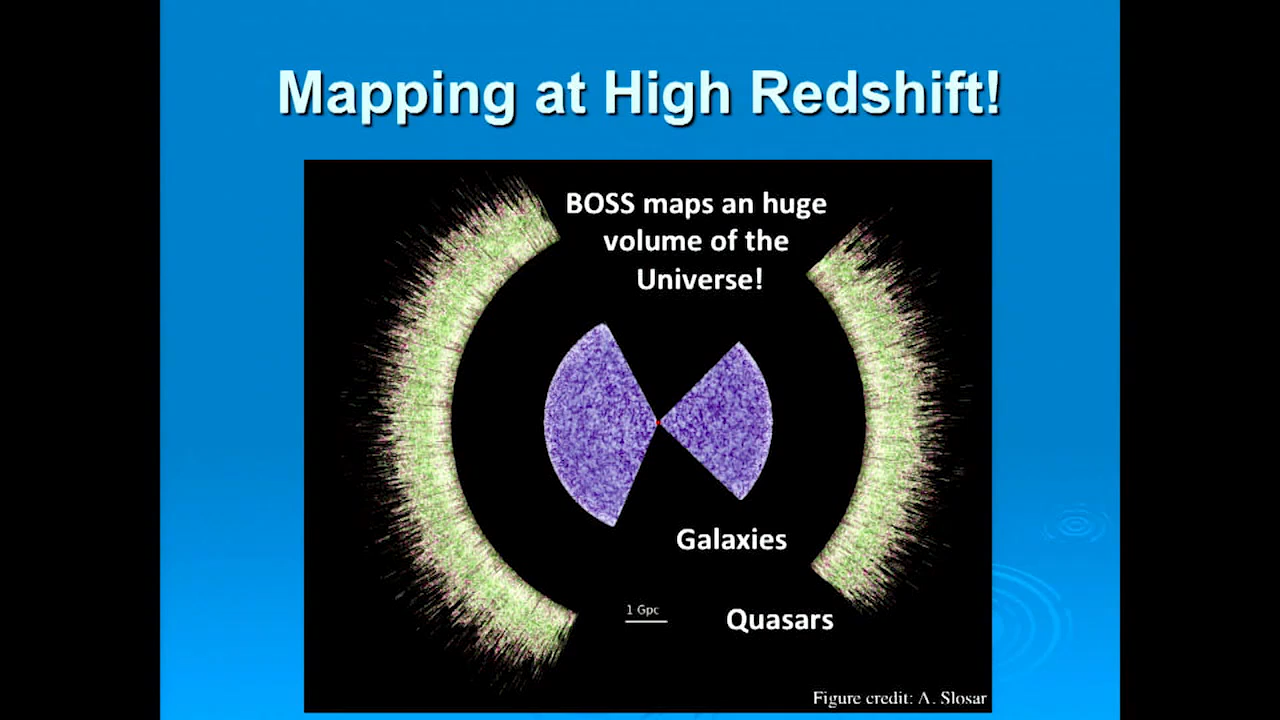 Mapping at High Redshift!
BOSS maps an huge
volume of the
Universe!
Galaxies
1 Gpc
Quasars
Figure credit: A. Slosar